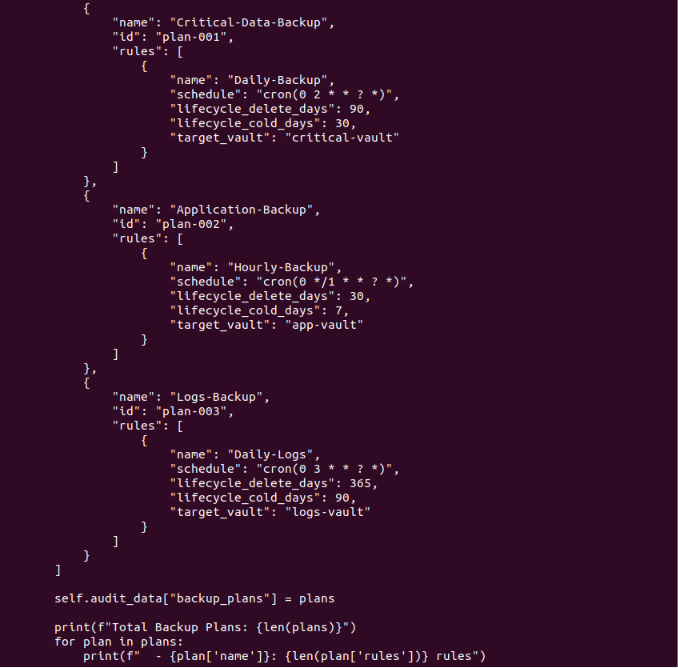 {
"name": "Critical-Data-Backup",
"id": "plan-001",
"rules": [
{
"name": "Daily-Backup",
"schedule": "cron(0 2 * * ? *)",
"lifecycle_delete_days": 90,
"lifecycle_cold_days": 30,
"target_vault": "critical-vault"
}
]
},
{
"name": "Application-Backup",
"id": "plan-002",
"rules": [
{
"name": "Hourly-Backup",
"schedule": "cron(0 */1 * * ? *)",
"lifecycle_delete_days": 30,
"lifecycle_cold_days": 7,
"target_vault": "app-vault"
}
]
},
{
"name": "Logs-Backup",
"id": "plan-003",
"rules": [
{
"name": "Daily-Logs",
"schedule": "cron(0 3 * * ? *)",
"lifecycle_delete_days": 365,
"lifecycle_cold_days": 90,
"target_vault": "logs-vault"
}
]
}
]
self.audit_data["backup_plans"] = plans
print(f"Total Backup Plans: {len(plans)}")
for plan in plans:
print(f"  - {plan['name']}: {len(plan['rules'])} rules")